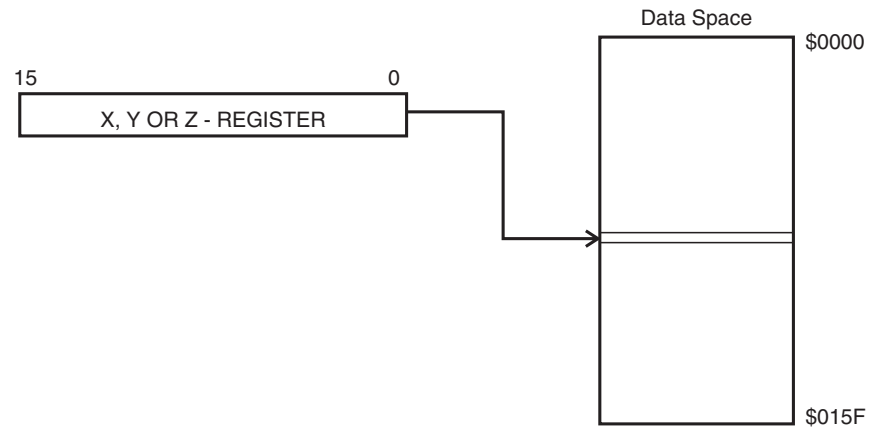 Data Space
$0000
15 0
X, Y OR Z - REGISTER
$015F